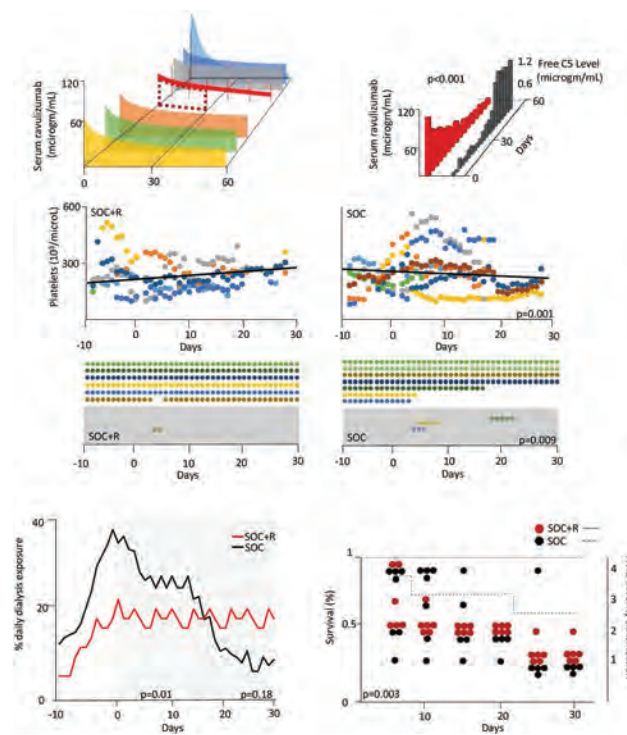 120
60
Serum ravulizumab
(mcirogm/mL)
0
30
60
p<0.001
1.2
0.6
Free C5 Level
(microgm/mL)
60
30
0
Days
120
60
Serum ravulizumab
(microgm/mL)
0
600
300
Platelets (10³/microL)
SOC+R
-10
0
10
20
30
Days
SOC
p=0.001
-10
0
10
20
30
Days
SOC+R
-10
0
10
20
30
Days
SOC
p=0.009
-10
0
10
20
30
Days
40
20
0
% daily dialysis exposure
SOC+R
SOC
p=0.01
p=0.18
-10
0
10
20
30
Days
SOC+R
SOC
1
0.5
0
Survival (%)
4
3
2
1
p=0.003
10
20
30
Days